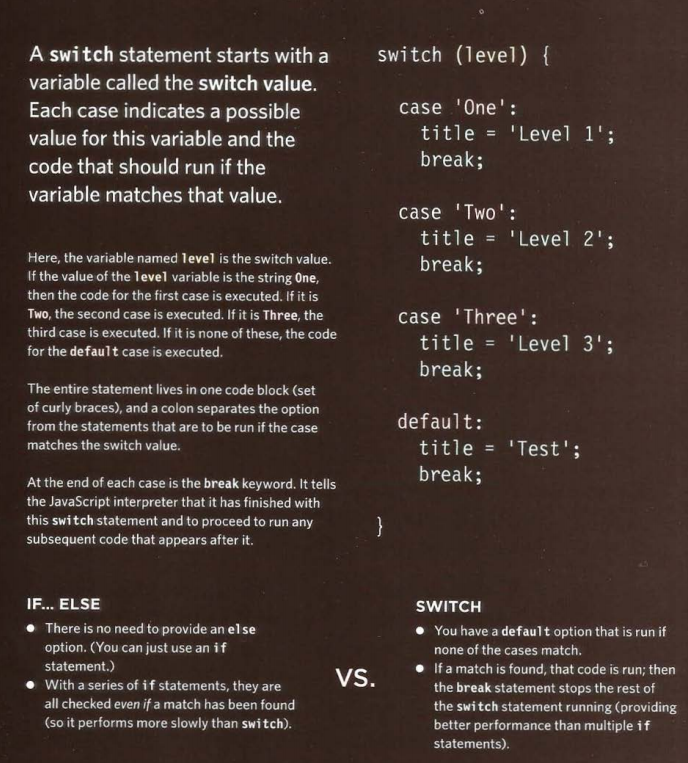 A switch statement starts with a
variable called the switch value.
Each case indicates a possible
value for this variable and the
code that should run if the
variable matches that value.
Here, the variable named level is the switch value.
If the value of the level variable is the string One,
then the code for the first case is executed. If it is
Two, the second case is executed. If it is Three, the
third case is executed. If it is none of these, the code
for the default case is executed.
The entire statement lives in one code block (set
of curly braces), and a colon separates the option
from the statements that are to be run if the case
matches the switch value.
At the end of each case is the break keyword. It tells
the JavaScript interpreter that it has finished with
this switch statement and to proceed to run any
subsequent code that appears after it.
switch (level) {
case 'One':
title = 'Level 1';
break;
case 'Two':
title = 'Level 2';
break;
case 'Three':
title = 'Level 3';
break;
default:
title = 'Test';
break;
}
IF... ELSE
● There is no need to provide an else
option. (You can just use an if
statement.)
● With a series of if statements, they are
all checked even if a match has been found
(so it performs more slowly than switch).
VS.
SWITCH
● You have a default option that is run if
none of the cases match.
● If a match is found, that code is run; then
the break statement stops the rest of
the switch statement running (providing
better performance than multiple if
statements).